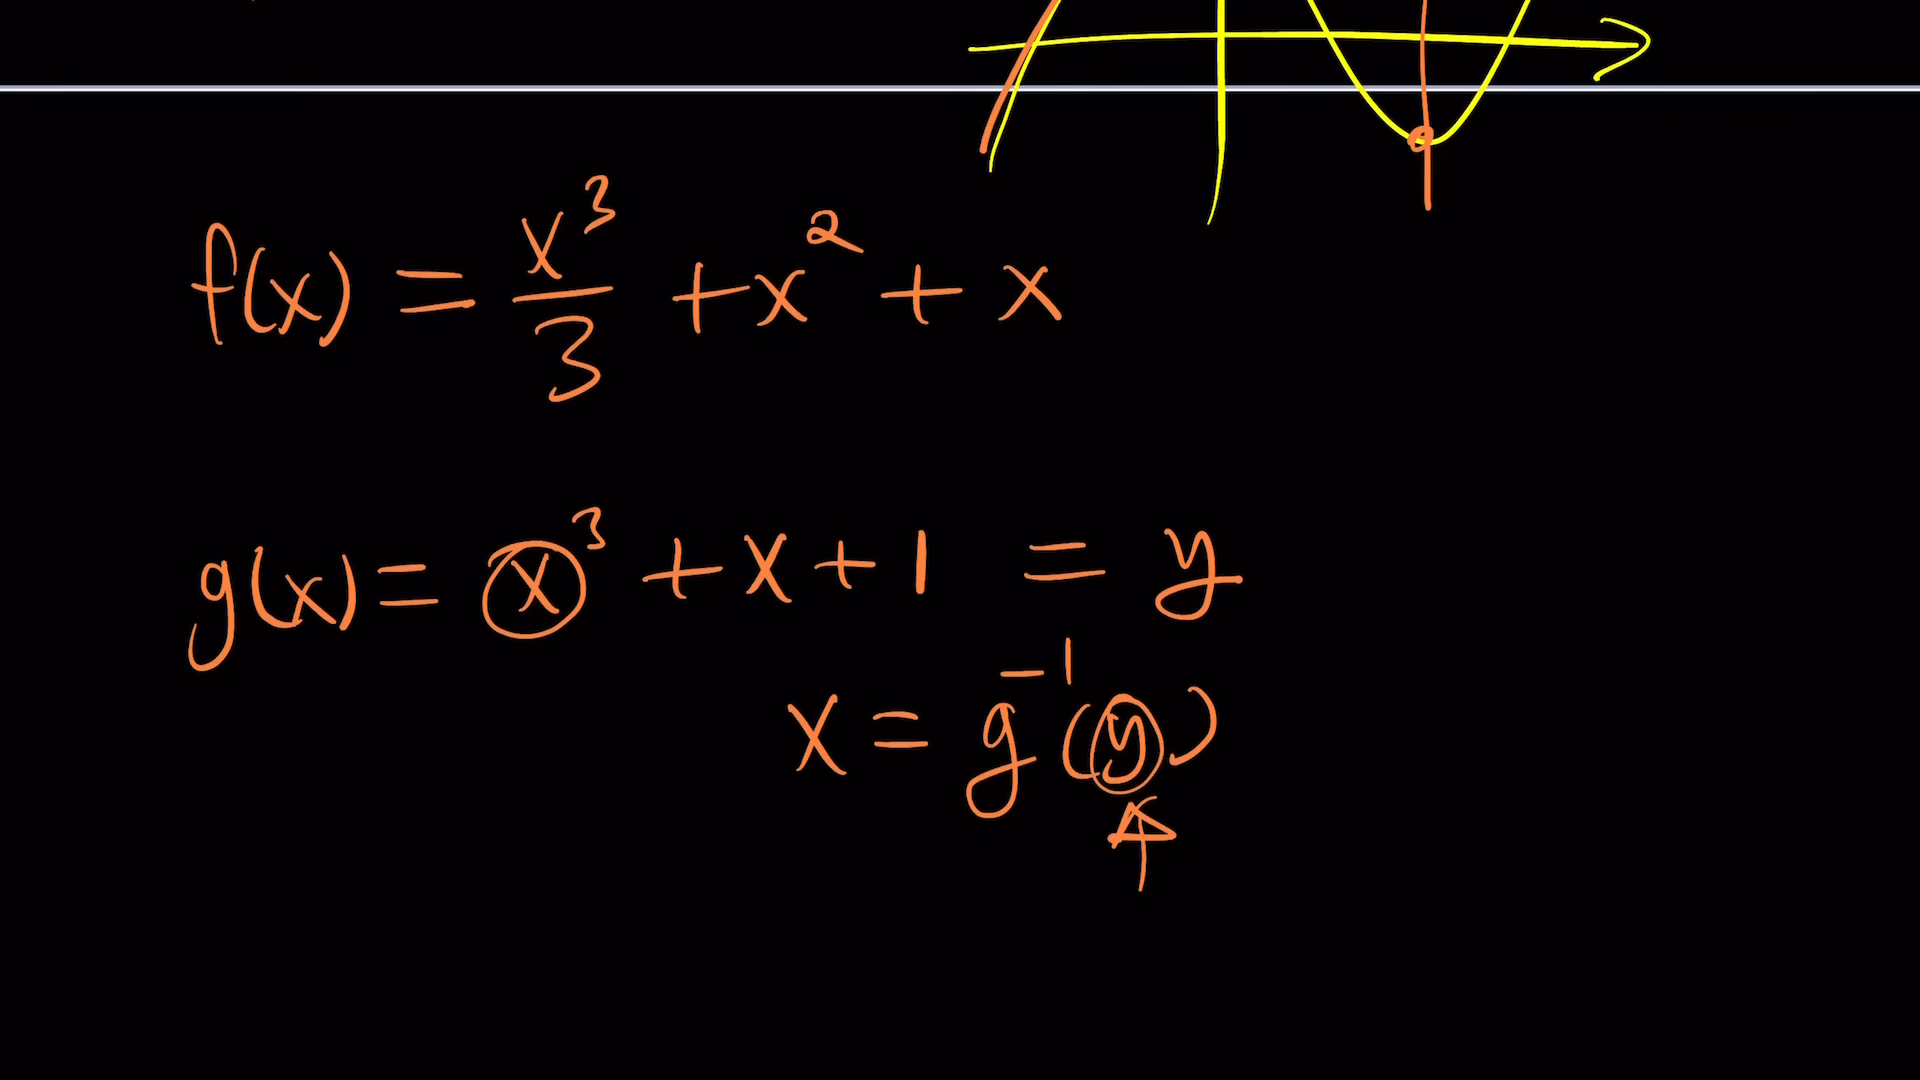 f(x) = x³/3 + x² + x
g(x) = x³ + x + 1 = y
x = g⁻¹(y)